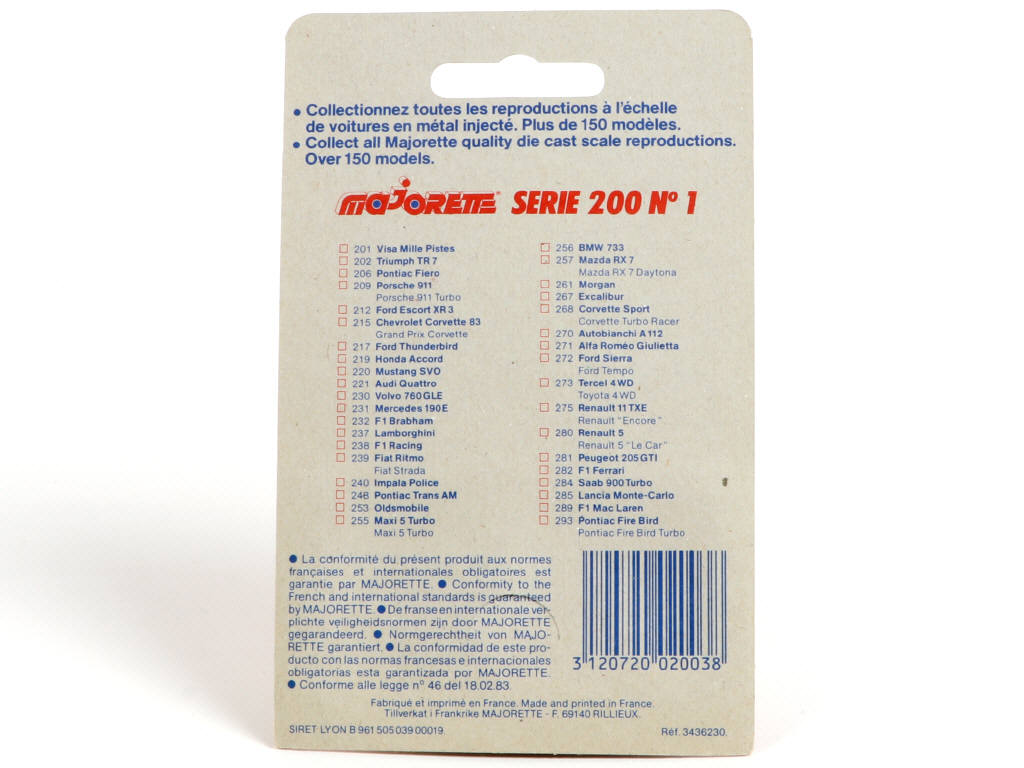 • Collectionnez toutes les reproductions à l'échelle
de voitures en métal injecté. Plus de 150 modèles.
• Collect all Majorette quality die cast scale reproductions.
Over 150 models.
MAJORETTE SERIE 200 Nº 1
201 Visa Mille Pistes
202 Triumph TR 7
206 Pontiac Fiero
209 Porsche 911
Porsche 911 Turbo
212 Ford Escort XR 3
215 Chevrolet Corvette 83
Grand Prix Corvette
217 Ford Thunderbird
219 Honda Accord
220 Mustang SVO
221 Audi Quattro
230 Volvo 760 GLE
231 Mercedes 190 E
232 F1 Brabham
237 Lamborghini
238 F1 Racing
239 Fiat Ritmo
Fiat Strada
240 Impala Police
248 Pontiac Trans AM
253 Oldsmobile
255 Maxi 5 Turbo
Maxi 5 Turbo
256 BMW 733
257 Mazda RX 7
Mazda RX 7 Daytona
261 Morgan
267 Excalibur
268 Corvette Sport
Corvette Turbo Racer
270 Autobianchi A 112
271 Alfa Roméo Giulietta
272 Ford Sierra
Ford Tempo
273 Tercel 4 WD
Toyota 4 WD
275 Renault 11 TXE
Renault "Encore"
280 Renault 5
Renault 5 "Le Car"
281 Peugeot 205 GTI
282 F1 Ferrari
284 Saab 900 Turbo
285 Lancia Monte-Carlo
289 F1 Mac Laren
293 Pontiac Fire Bird
Pontiac Fire Bird Turbo
• La conformité du présent produit aux normes
françaises et internationales obligatoires est
garantie par MAJORETTE. • Conformity to the
French and international standards is guaranteed
by MAJORETTE. • De franse en internationale ver-
plichte veiligheidsnormen zijn door MAJORETTE
gegarandeerd. • Normgerechtheit von MAJO-
RETTE garantiert. • La conformidad de este pro-
ducto con las normas francesas e internacionales
obligatorias esta garantizada por MAJORETTE.
• Conforme alle legge nº 46 del 18.02.83.
3 120720 020038
Fabriqué et imprimé en France. Made and printed in France.
Tillverkat i Frankrike MAJORETTE - F. 69140 RILLIEUX.
SIRET LYON B 961 505 039 00019.
Réf. 3436230.